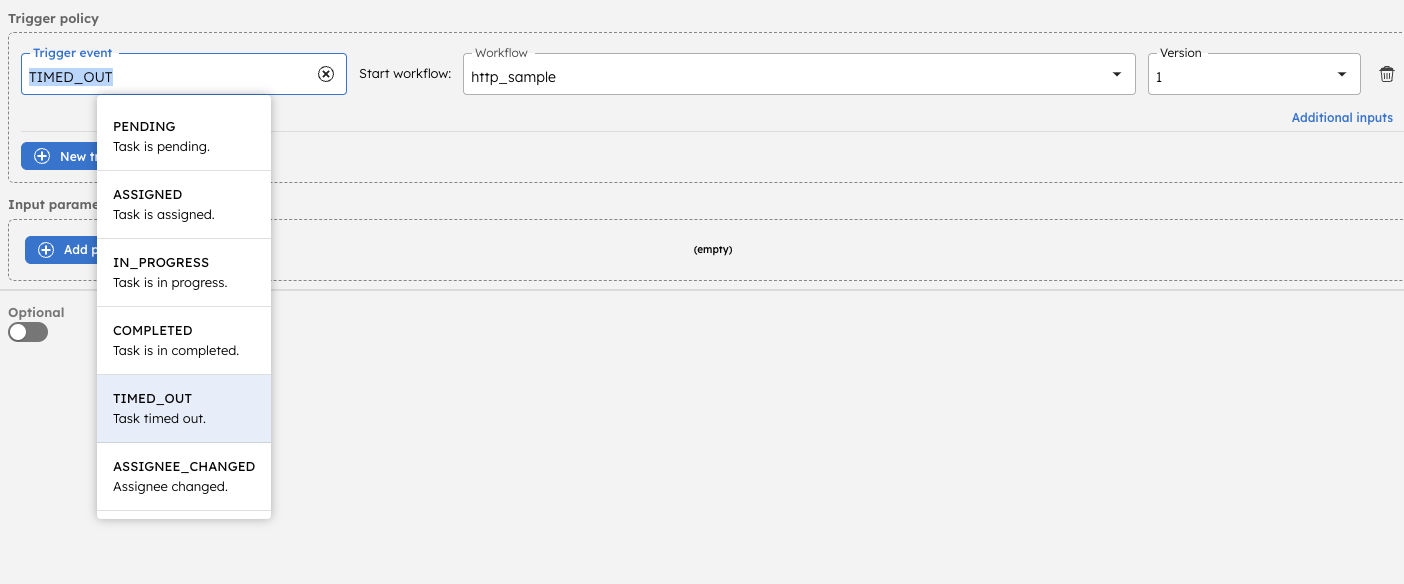 Trigger policy
Trigger event
TIMED_OUT
Start workflow:
Workflow
http_sample
Version
1
Additional inputs
PENDING
Task is pending.
New
ASSIGNED
Task is assigned.
Input
IN_PROGRESS
Task is in progress.
Add
(empty)
COMPLETED
Task is in completed.
Optional
TIMED_OUT
Task timed out.
ASSIGNEE_CHANGED
Assignee changed.